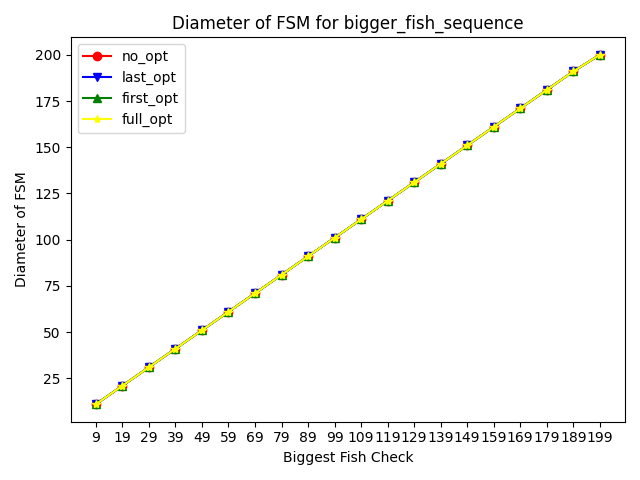 Diameter of FSM for bigger_fish_sequence
no_opt
last_opt
first_opt
full_opt
200
175
150
125
100
75
50
25
Diameter of FSM
9 19 29 39 49 59 69 79 89 99 109 119 129 139 149 159 169 179 189 199
Biggest Fish Check